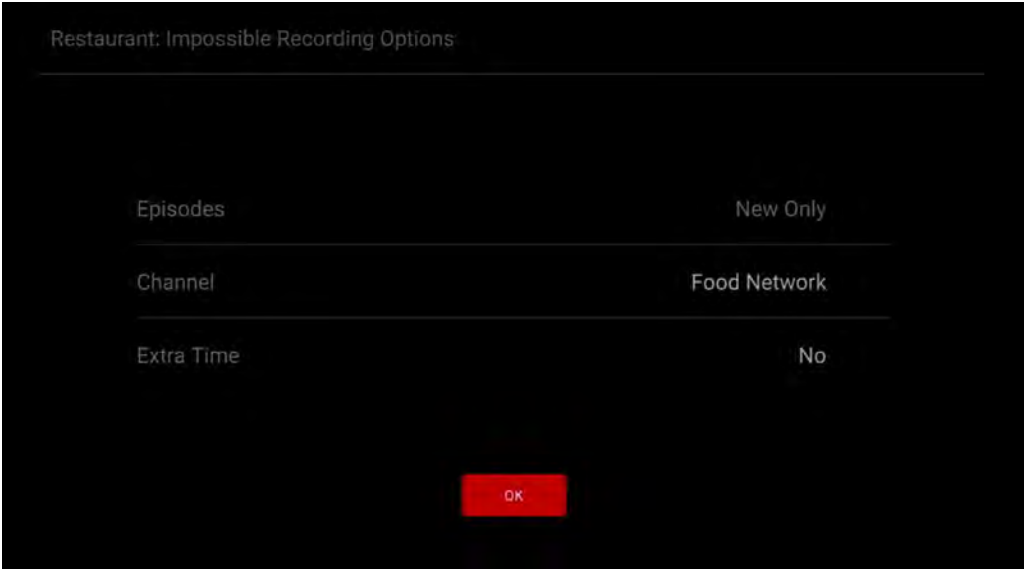 Restaurant: Impossible Recording Options
Episodes New Only
Channel Food Network
Extra Time No
OK